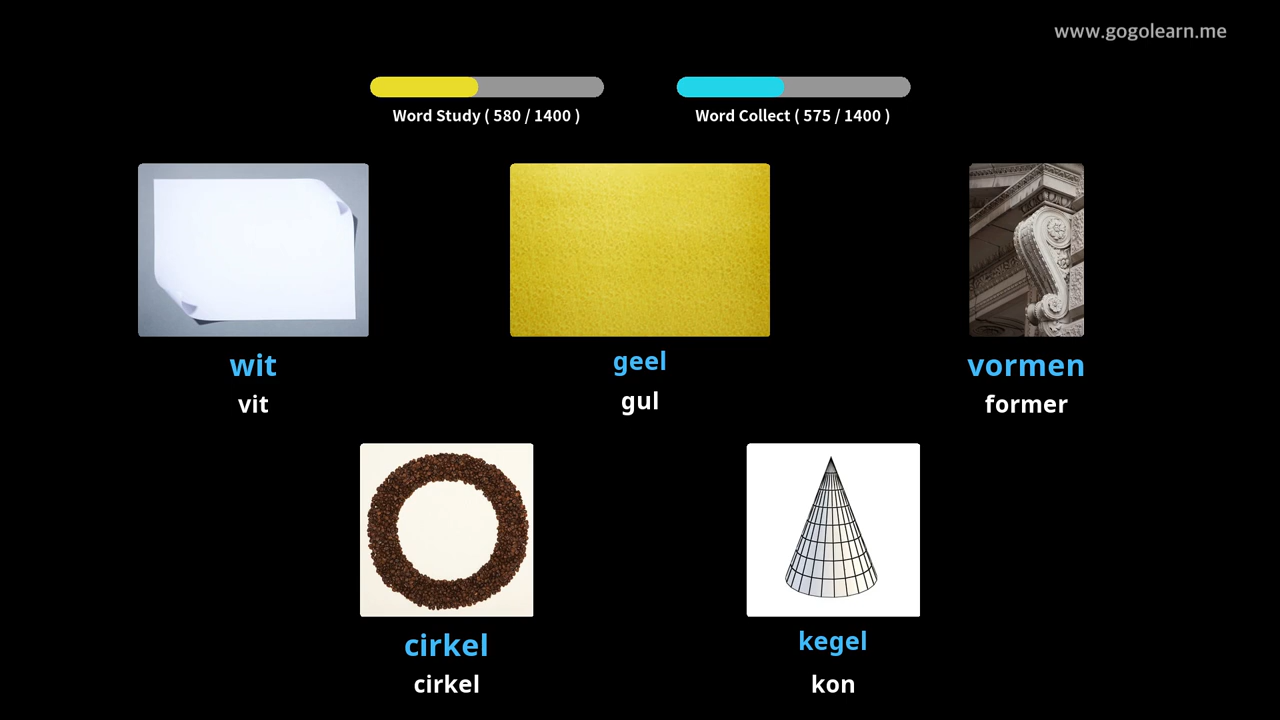 www.gogolearn.me
Word Study ( 580 / 1400 )
Word Collect ( 575 / 1400 )
wit
vit
geel
gul
vormen
former
cirkel
cirkel
kegel
kon